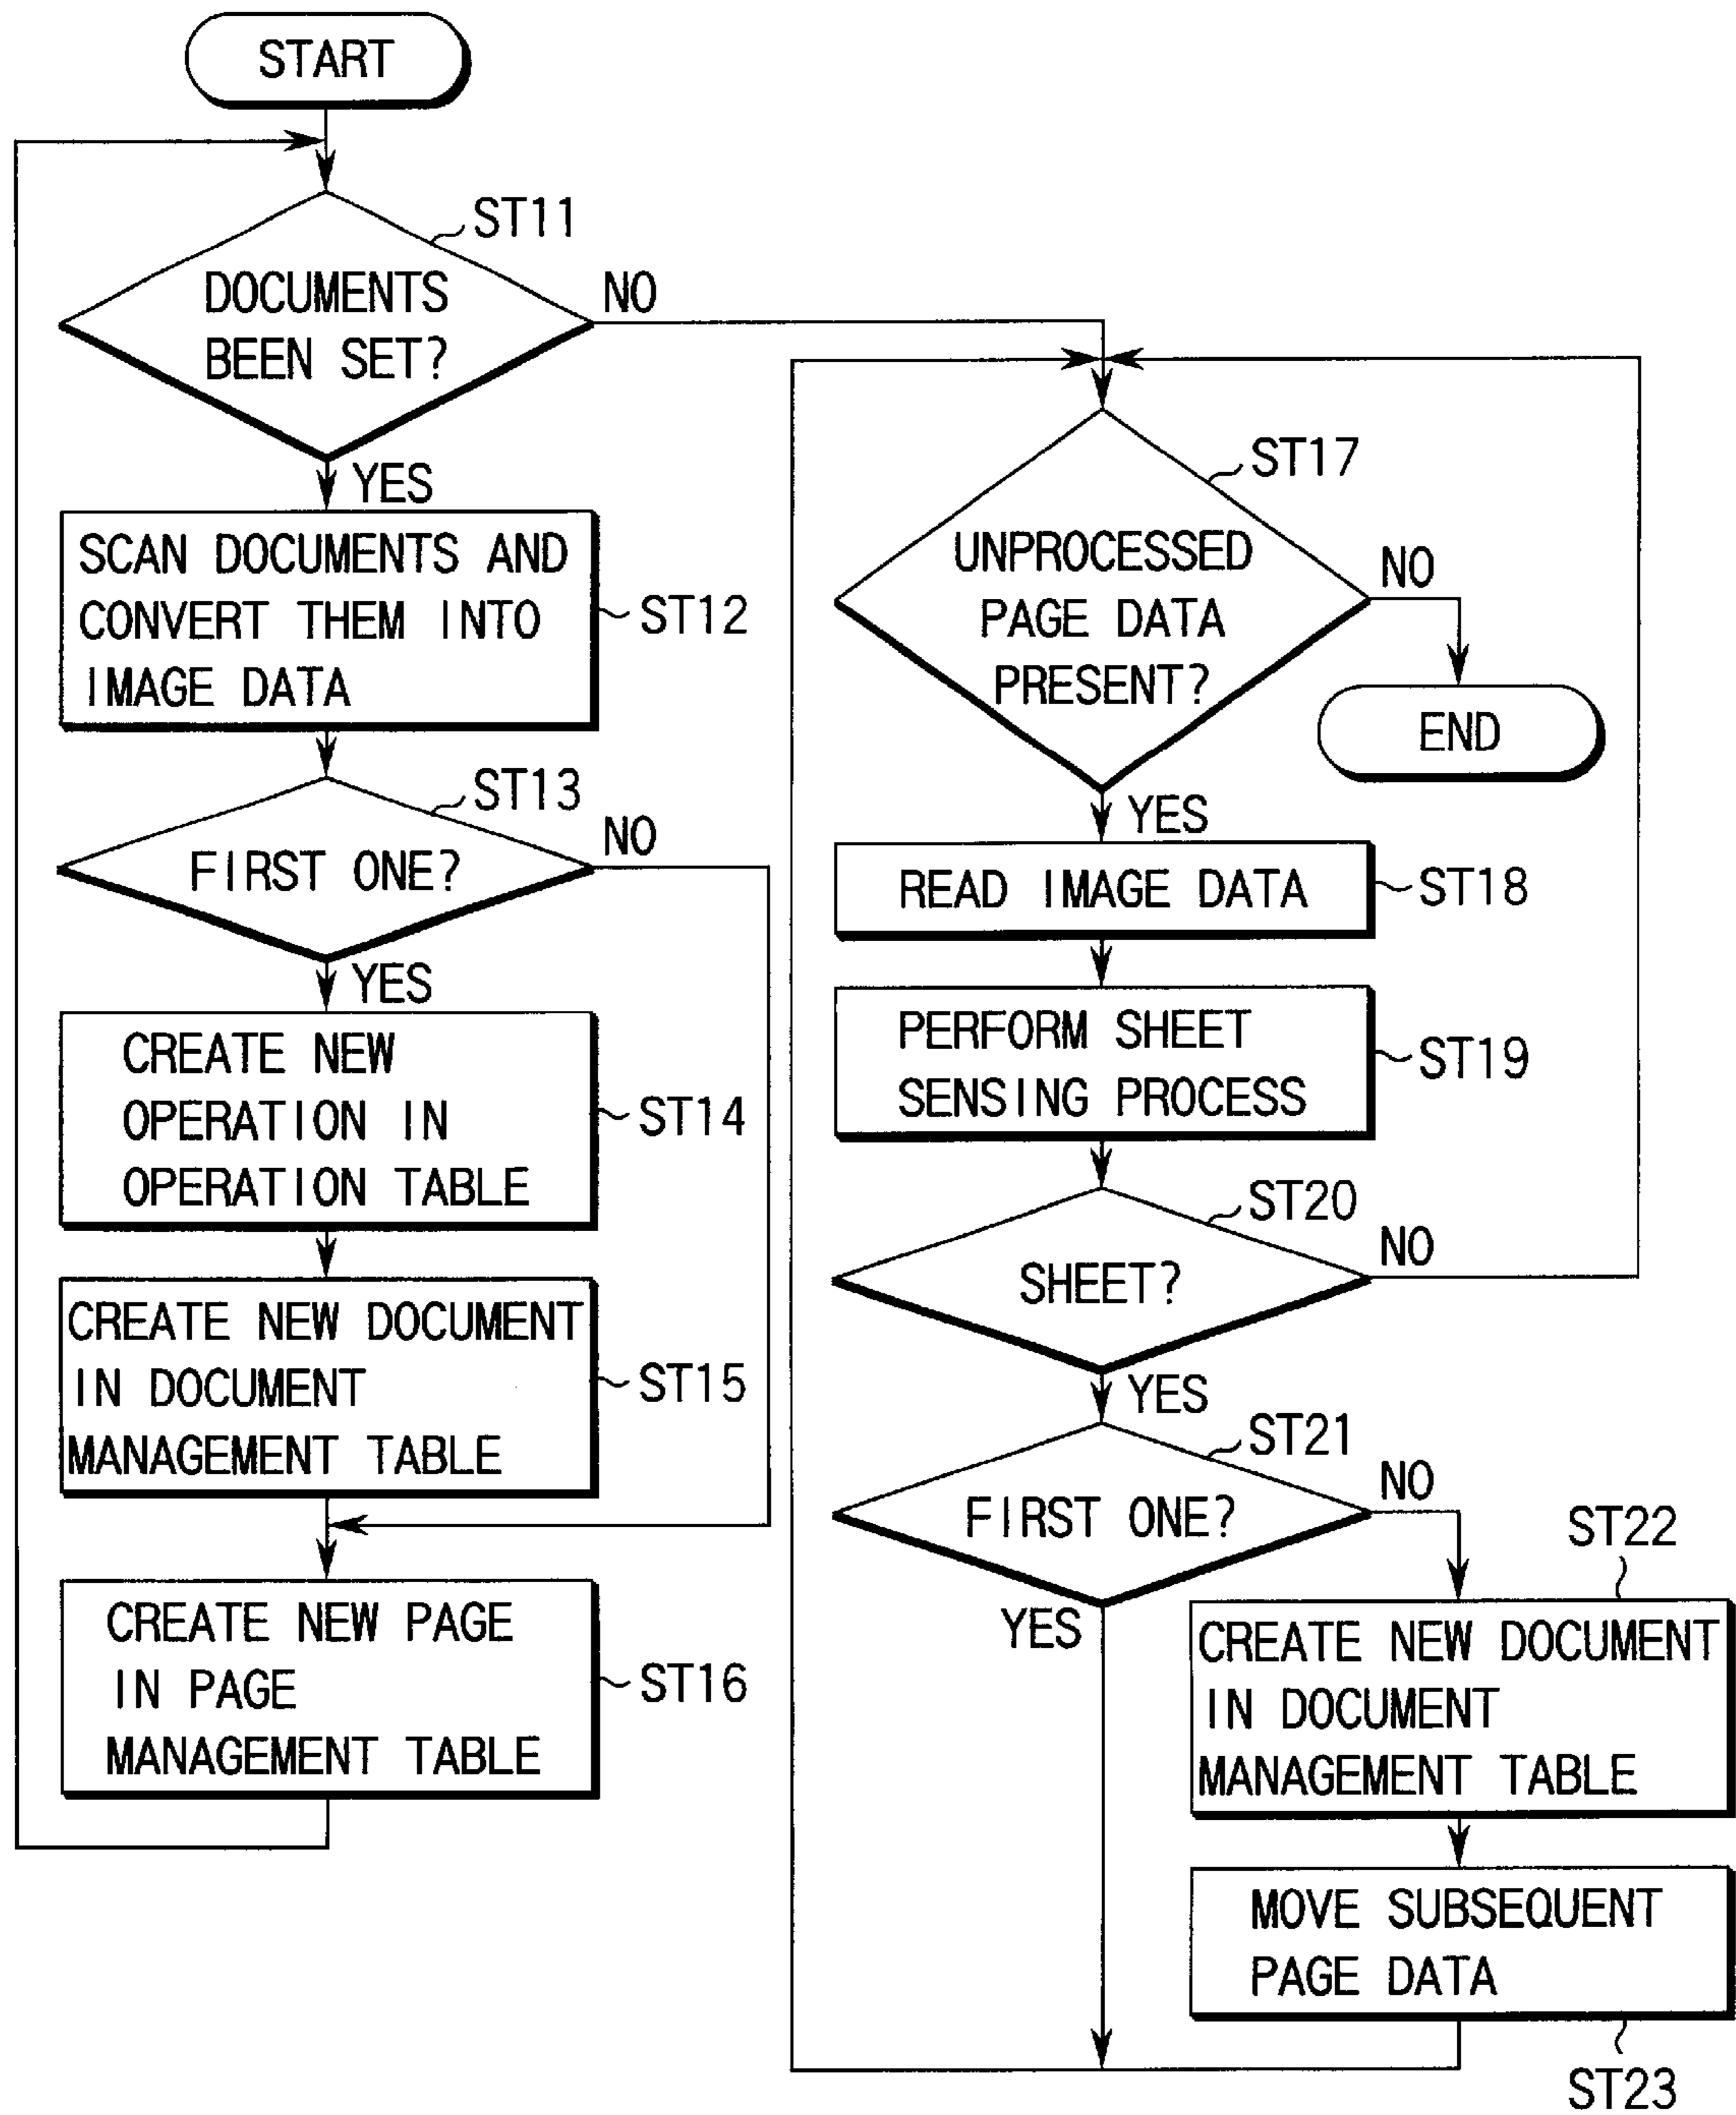 START
ST11
DOCUMENTS
BEEN SET?
NO
YES
SCAN DOCUMENTS AND
CONVERT THEM INTO
IMAGE DATA
ST12
ST13
FIRST ONE?
NO
YES
CREATE NEW
OPERATION IN
OPERATION TABLE
ST14
CREATE NEW DOCUMENT
IN DOCUMENT
MANAGEMENT TABLE
ST15
CREATE NEW PAGE
IN PAGE
MANAGEMENT TABLE
ST16
ST17
UNPROCESSED
PAGE DATA
PRESENT?
NO
END
YES
READ IMAGE DATA
ST18
PERFORM SHEET
SENSING PROCESS
ST19
ST20
SHEET?
NO
YES
ST21
FIRST ONE?
NO
YES
ST22
CREATE NEW DOCUMENT
IN DOCUMENT
MANAGEMENT TABLE
MOVE SUBSEQUENT
PAGE DATA
ST23